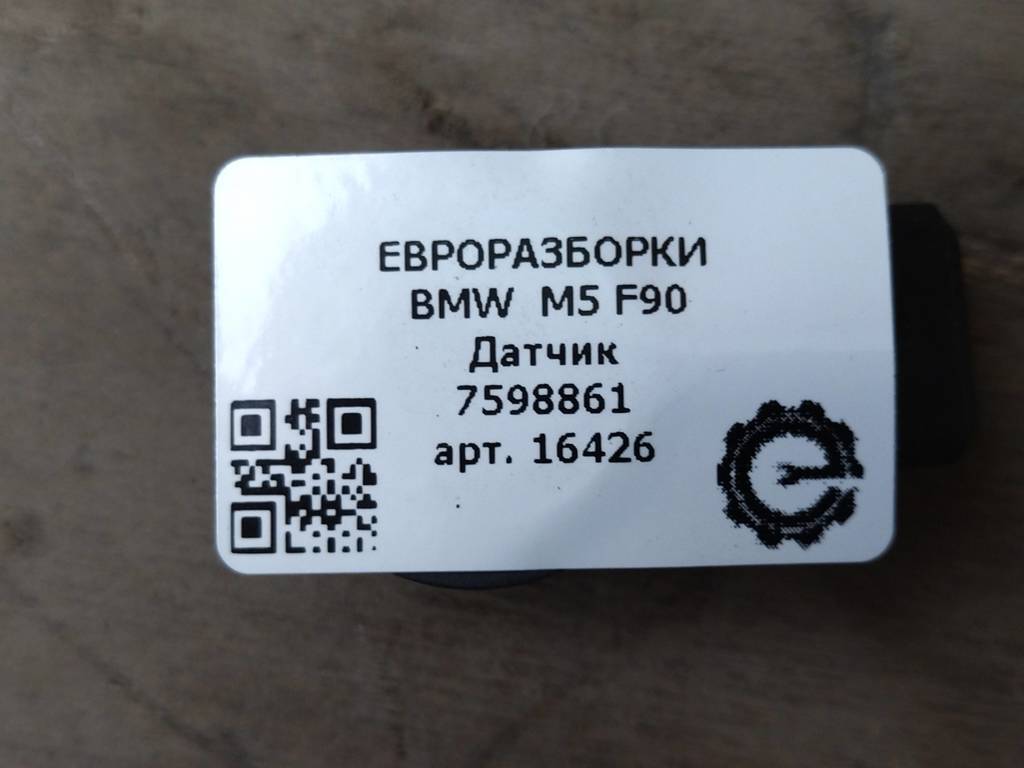 ЕВРОРАЗБОРКИ
BMW M5 F90
Датчик
7598861
арт. 16426